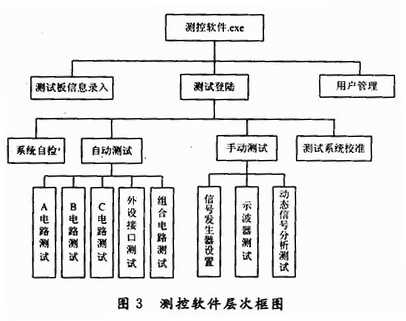 测控软件.exe
测试板信息录入
测试登陆
用户管理
系统自检
自动测试
手动测试
测试系统校准
A电路测试
B电路测试
C电路测试
外设接口测试
组合电路测试
信号发生器设置
示波器测试
动态信号分析测试
图 3 测控软件层次框图